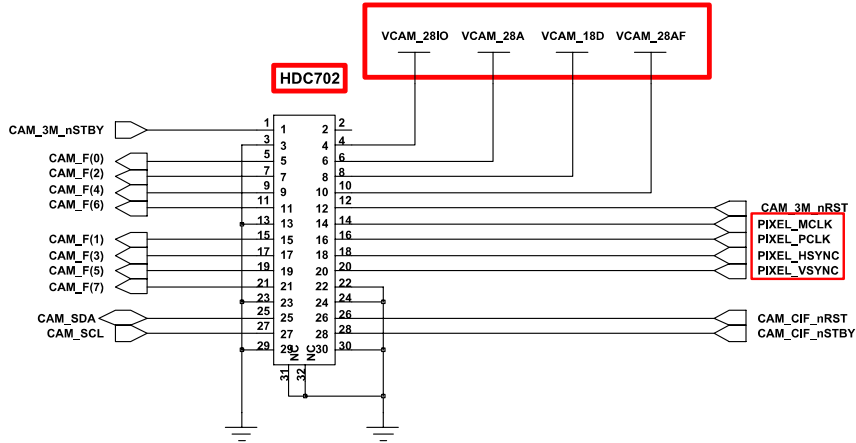 VCAM_28IO VCAM_28A VCAM_18D VCAM_28AF
HDC702
CAM_3M_nSTBY 1 1 2 2
3 3 4 4
CAM_F(0) 5 5 6 6
CAM_F(2) 7 7 8 8
CAM_F(4) 9 9 10 10
CAM_F(6) 11 11 12 12 CAM_3M_nRST
13 13 14 14 PIXEL_MCLK
CAM_F(1) 15 15 16 16 PIXEL_PCLK
CAM_F(3) 17 17 18 18 PIXEL_HSYNC
CAM_F(5) 19 19 20 20 PIXEL_VSYNC
CAM_F(7) 21 21 22 22
23 23 24 24
CAM_SDA 25 25 26 26 CAM_CIF_nRST
CAM_SCL 27 27 28 28 CAM_CIF_nSTBY
29 29 NC NC 30 30
31 32